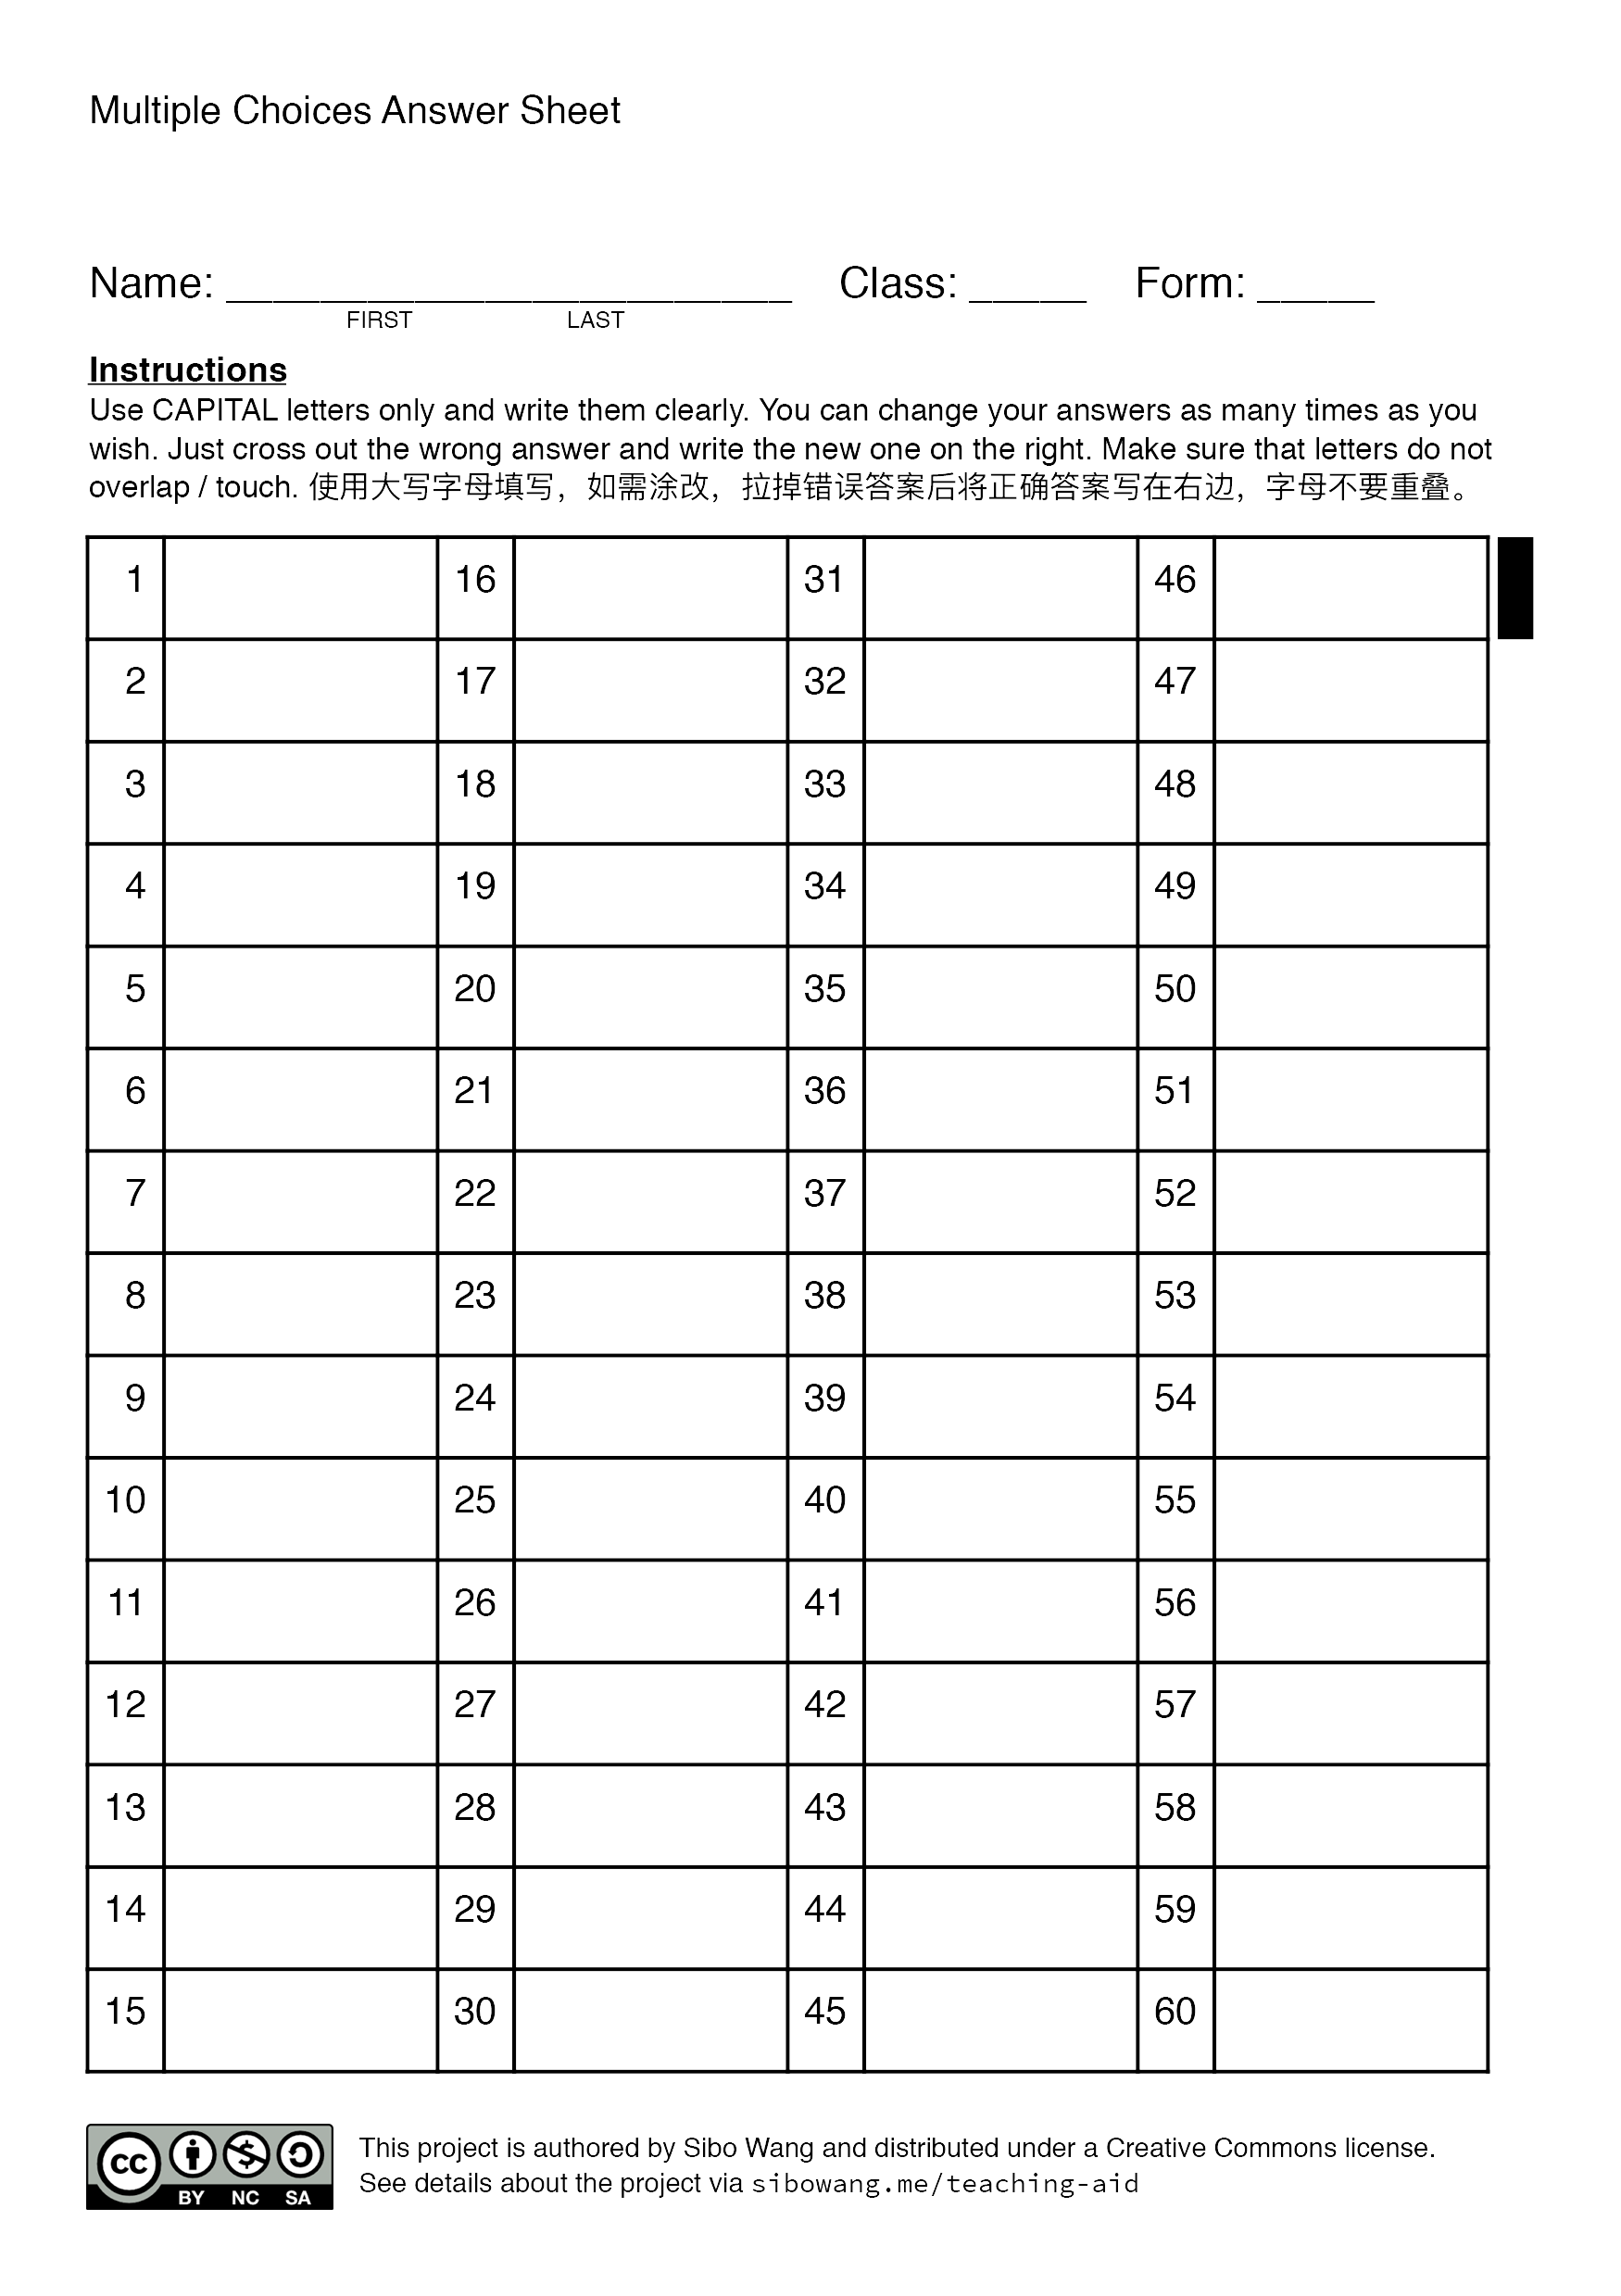 Multiple Choices Answer Sheet
Name: ________________________ Class: _____ Form: _____
FIRST LAST
Instructions
Use CAPITAL letters only and write them clearly. You can change your answers as many times as you
wish. Just cross out the wrong answer and write the new one on the right. Make sure that letters do not
overlap / touch. 使用大写字母填写，如需涂改，拉掉错误答案后将正确答案写在右边，字母不要重叠。
1 16 31 46
2 17 32 47
3 18 33 48
4 19 34 49
5 20 35 50
6 21 36 51
7 22 37 52
8 23 38 53
9 24 39 54
10 25 40 55
11 26 41 56
12 27 42 57
13 28 43 58
14 29 44 59
15 30 45 60
cc BY NC SA
This project is authored by Sibo Wang and distributed under a Creative Commons license.
See details about the project via sibowang.me/teaching-aid